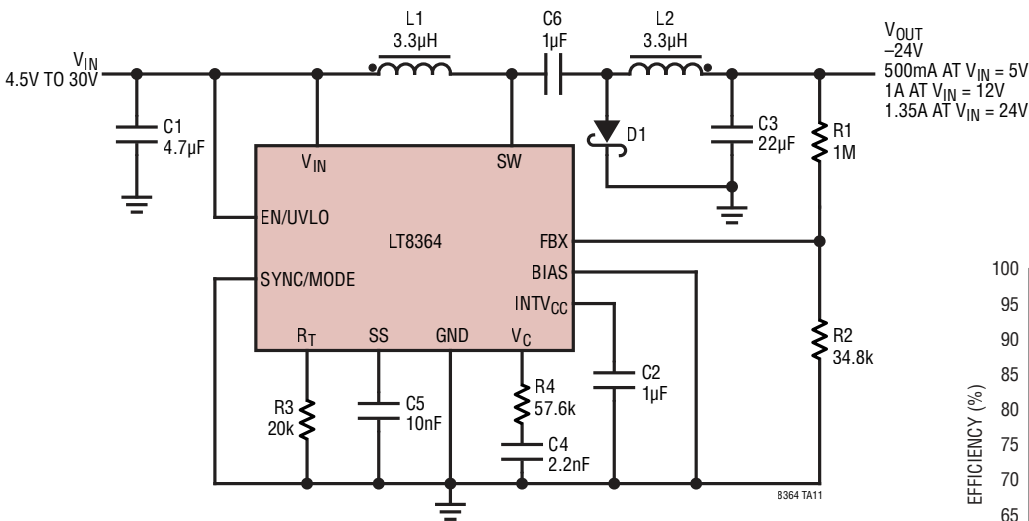 L1
3.3µH
C6
1µF
L2
3.3µH
VIN
4.5V TO 30V
VOUT
–24V
500mA AT VIN = 5V
1A AT VIN = 12V
1.35A AT VIN = 24V
C1
4.7µF
D1
C3
22µF
R1
1M
VIN
SW
EN/UVLO
LT8364
FBX
BIAS
SYNC/MODE
INTVCC
RT
SS
GND
VC
R2
34.8k
R3
20k
C5
10nF
R4
57.6k
C4
2.2nF
C2
1µF
8364 TA11
100
95
90
85
80
75
70
65
EFFICIENCY (%)